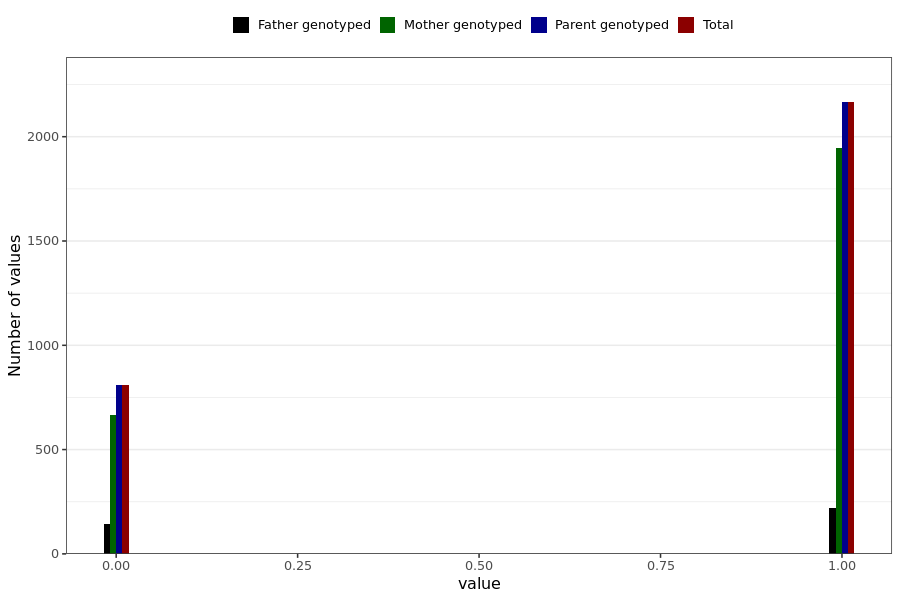 Father genotyped Mother genotyped Parent genotyped Total
Number of values
2000
1500
1000
500
0
0.00 0.25 0.50 0.75 1.00
value